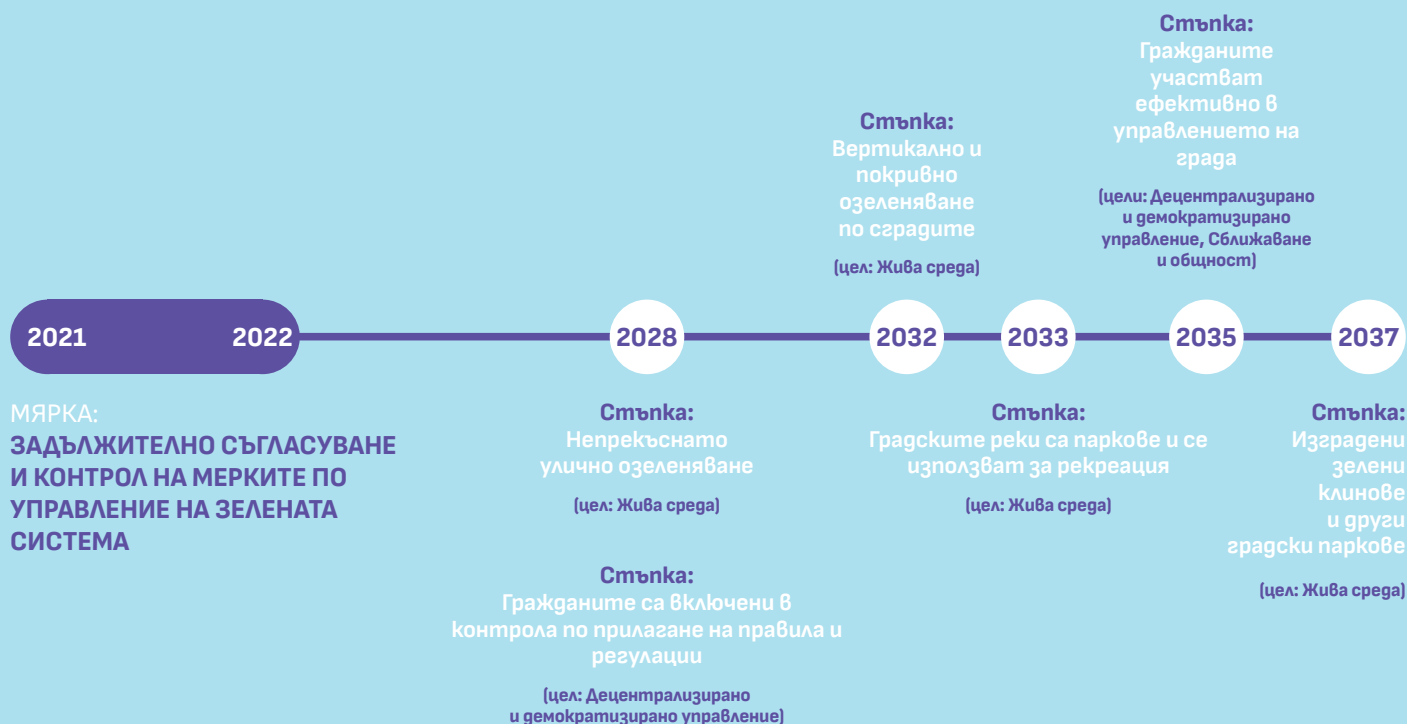 Стъпка:
Гражданите
участват
ефективно в
управлението на
града
(цели: Децентрализирано
и демократизирано
управление, Сближаване
и общност)
Стъпка:
Вертикално и
покривно
озеленяване
по сградите
(цел: Жива среда)
2021 2022 2028 2032 2033 2035 2037
МЯРКА:
ЗАДЪЛЖИТЕЛНО СЪГЛАСУВАНЕ
И КОНТРОЛ НА МЕРКИТЕ ПО
УПРАВЛЕНИЕ НА ЗЕЛЕНАТА
СИСТЕМА
Стъпка:
Непрекъснато
улично озеленяване
(цел: Жива среда)
Стъпка:
Гражданите са включени в
контрола по прилагане на правила и
регулации
(цел: Децентрализирано
и демократизирано управление)
Стъпка:
Градските реки са паркове и се
използват за рекреация
(цел: Жива среда)
Стъпка:
Изградени
зелени
клинове
и други
градски паркове
(цел: Жива среда)